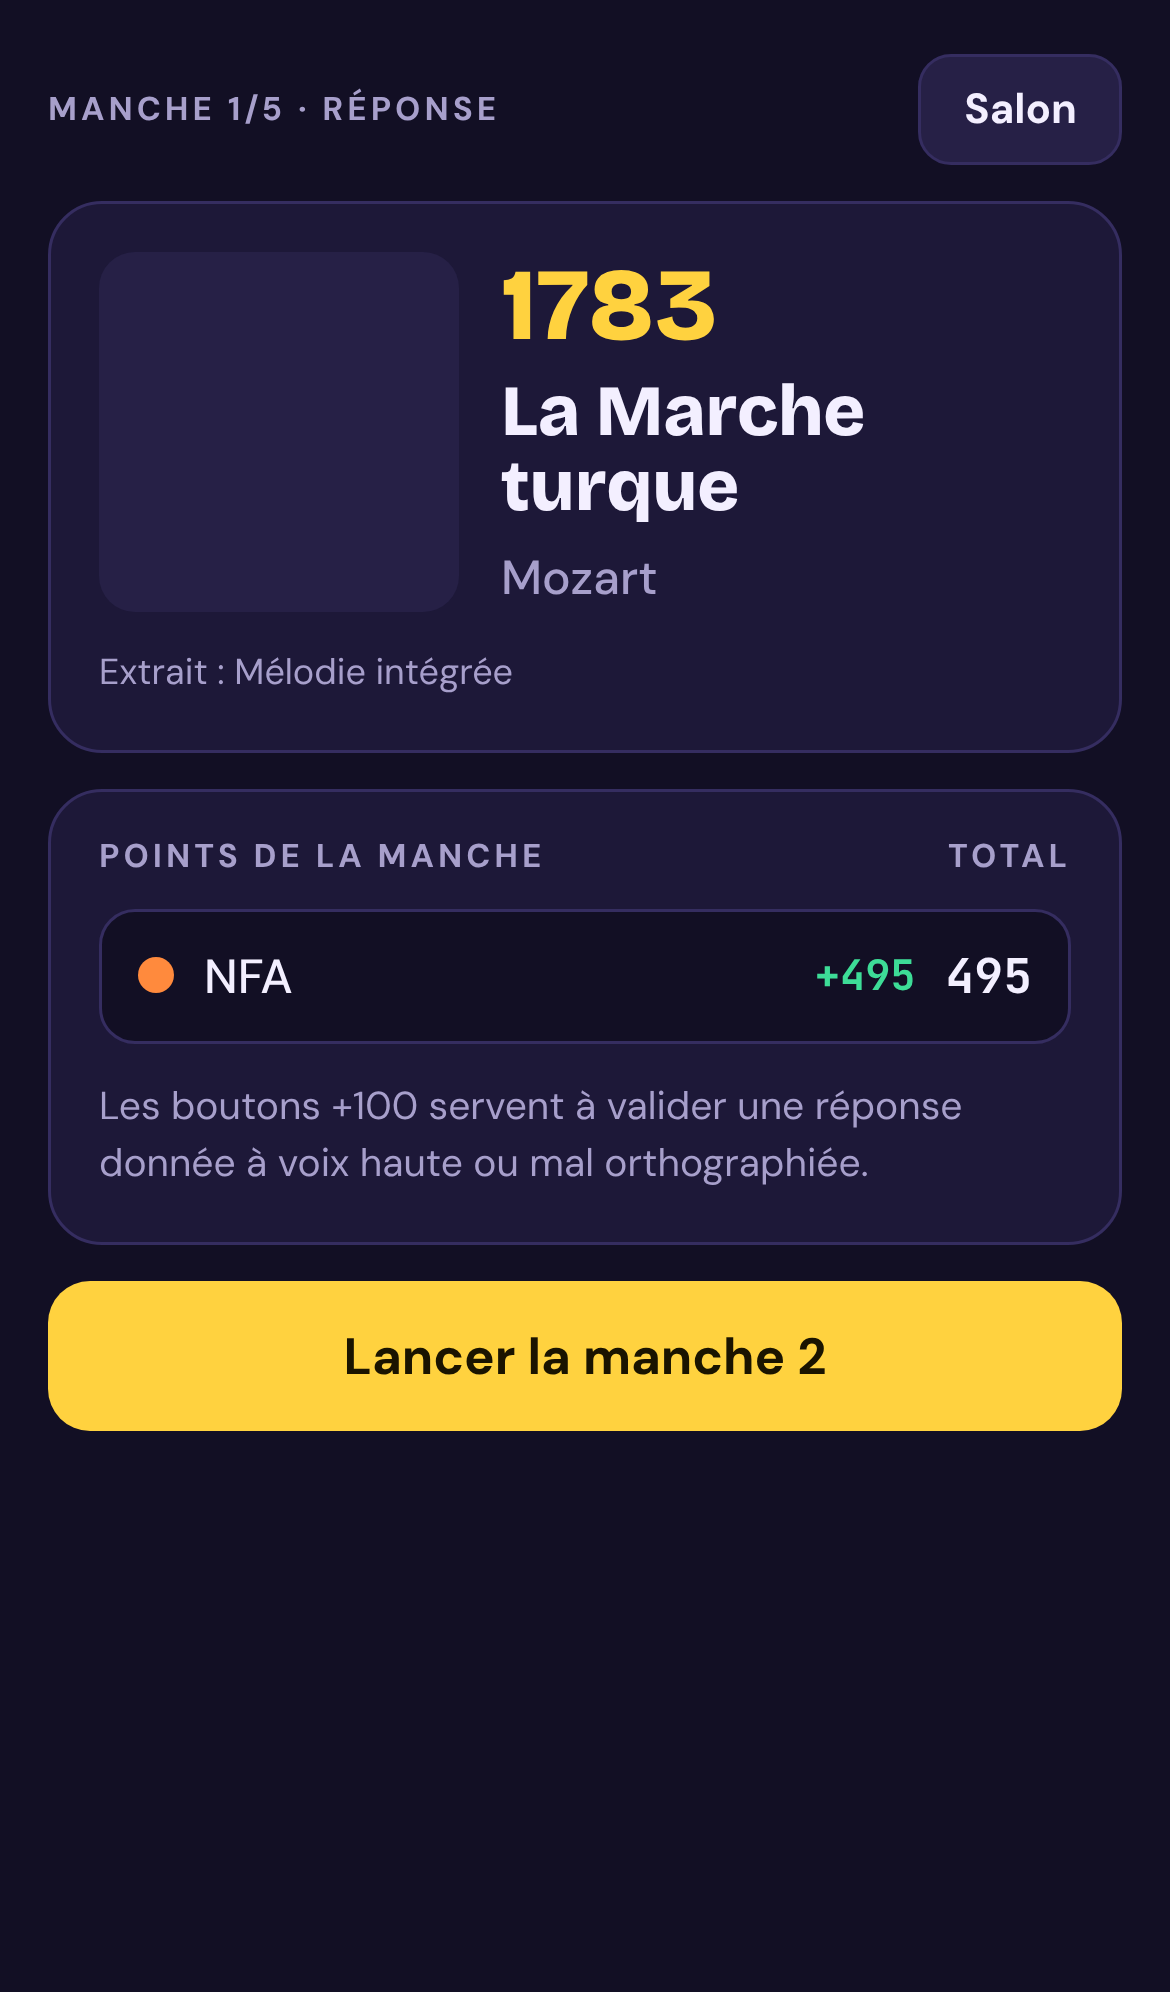 MANCHE 1/5 · RÉPONSE
Salon
1783
La Marche
turque
Mozart
Extrait : Mélodie intégrée
POINTS DE LA MANCHE TOTAL
NFA +495 495
Les boutons +100 servent à valider une réponse
donnée à voix haute ou mal orthographiée.
Lancer la manche 2